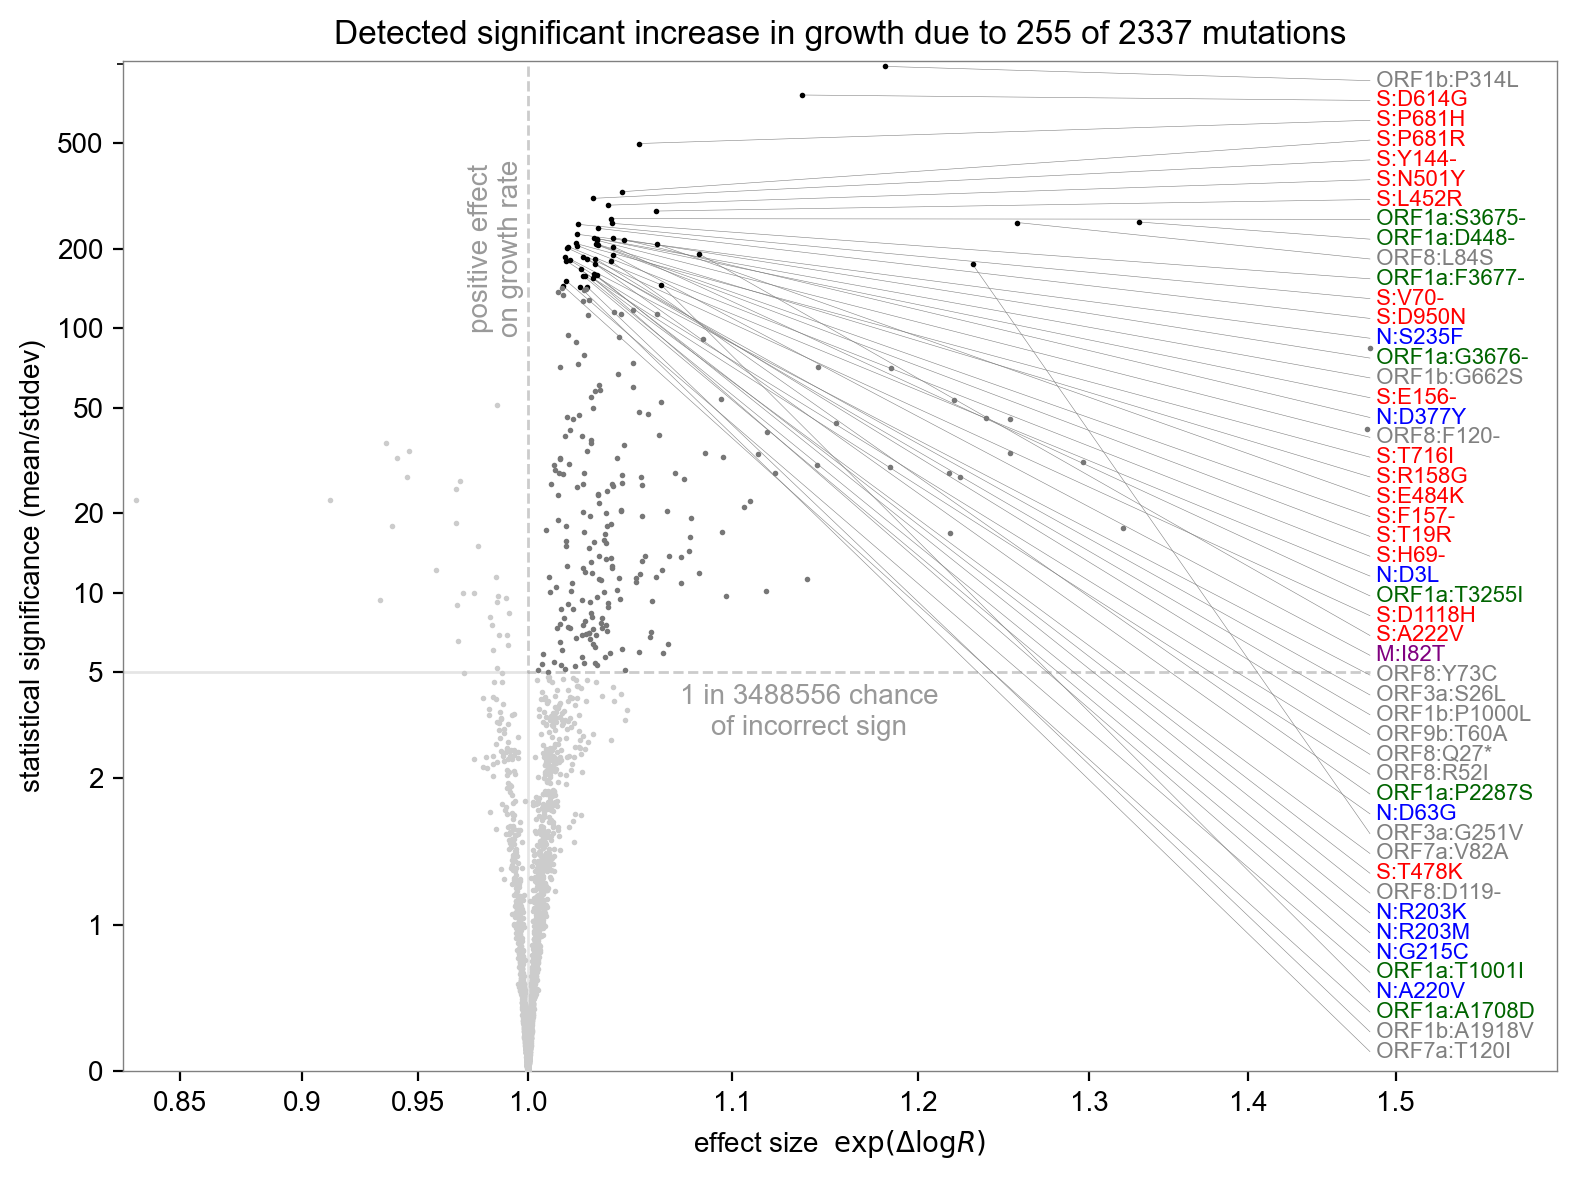 Detected significant increase in growth due to 255 of 2337 mutations
statistical significance (mean/stddev)
500
200
100
50
20
10
5
2
1
0
positive effect
on growth rate
1 in 3488556 chance
of incorrect sign
ORF1b:P314L
S:D614G
S:P681H
S:P681R
S:Y144-
S:N501Y
S:L452R
ORF1a:S3675-
ORF1a:D448-
ORF8:L84S
ORF1a:F3677-
S:V70-
S:D950N
N:S235F
ORF1a:G3676-
ORF1b:G662S
S:E156-
N:D377Y
ORF8:F120-
S:T716I
S:R158G
S:E484K
S:F157-
S:T19R
S:H69-
N:D3L
ORF1a:T3255I
S:D1118H
S:A222V
M:I82T
ORF8:Y73C
ORF3a:S26L
ORF1b:P1000L
ORF9b:T60A
ORF8:Q27*
ORF8:R52I
ORF1a:P2287S
N:D63G
ORF3a:G251V
ORF7a:V82A
S:T478K
ORF8:D119-
N:R203K
N:R203M
N:G215C
ORF1a:T1001I
N:A220V
ORF1a:A1708D
ORF1b:A1918V
ORF7a:T120I
0.85 0.9 0.95 1.0 1.1 1.2 1.3 1.4 1.5
effect size exp(ΔlogR)